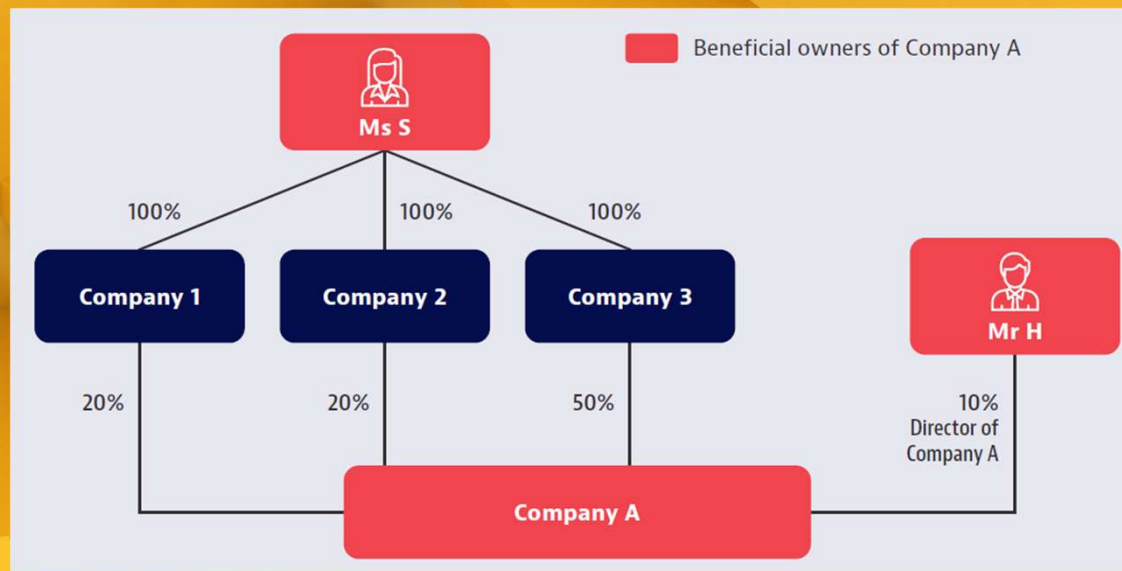 Beneficial owners of Company A
Ms S
100%
100%
100%
Company 1
Company 2
Company 3
Mr H
20%
20%
50%
10%
Director of
Company A
Company A